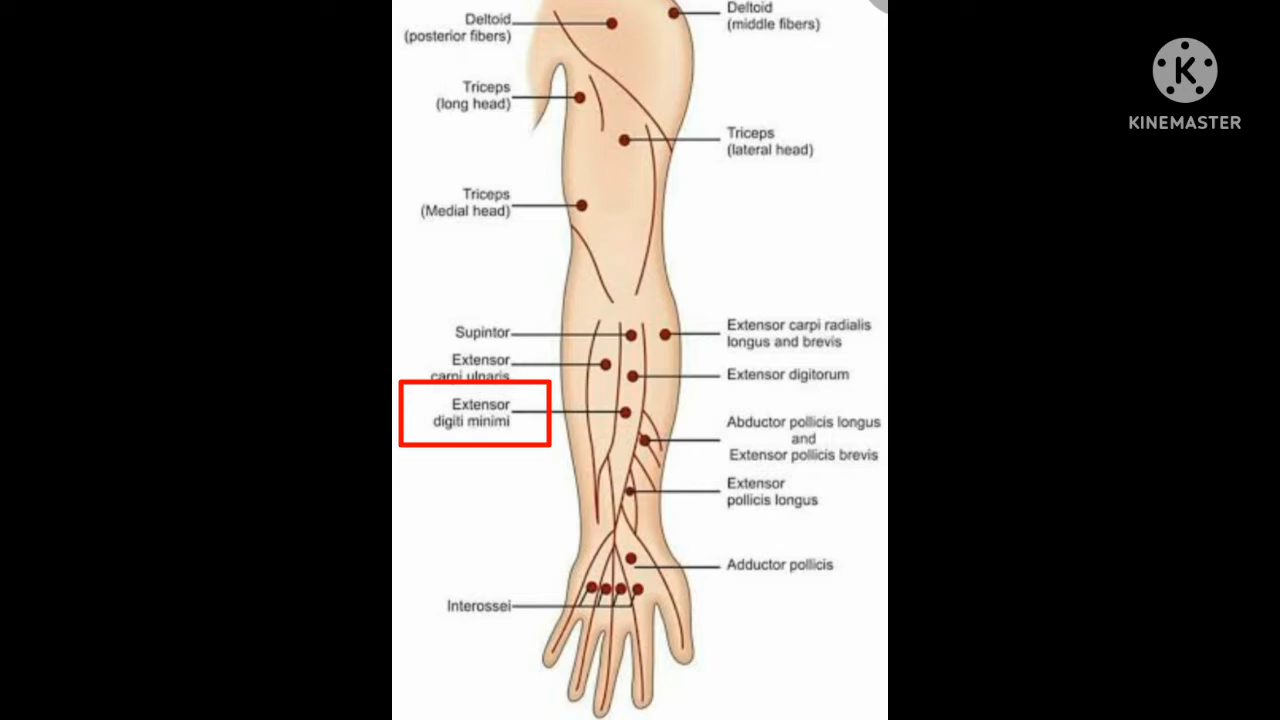 Deltoid
(posterior fibers)
Deltoid
(middle fibers)
Triceps
(long head)
Triceps
(lateral head)
Triceps
(Medial head)
Supintor
Extensor carpi radialis
longus and brevis
Extensor
carpi ulnaris
Extensor digitorum
Extensor
digiti minimi
Abductor pollicis longus
and
Extensor pollicis brevis
Extensor
pollicis longus
Adductor pollicis
Interossei
K
KINEMASTER